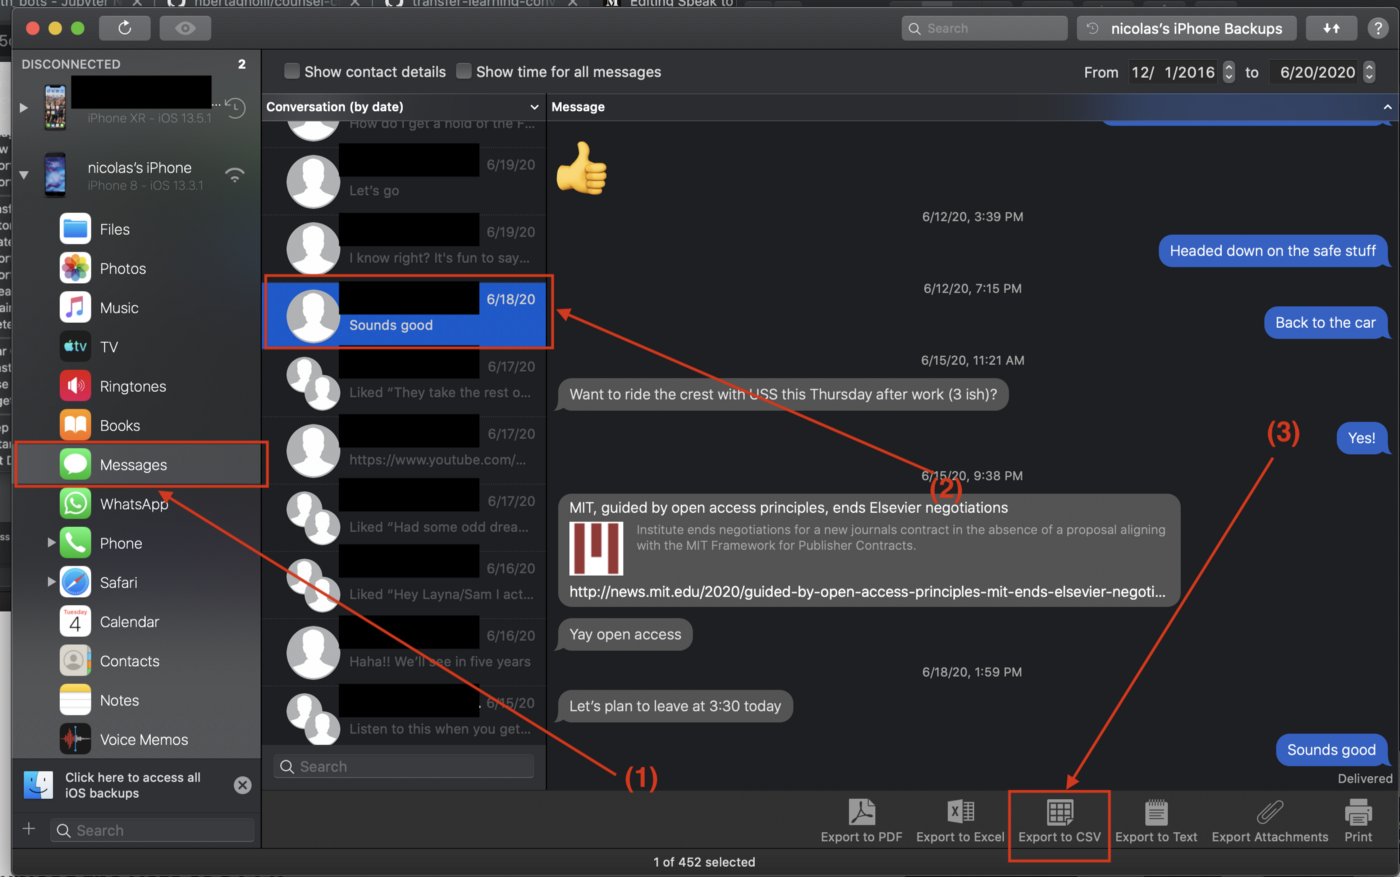 bots - Jupyter N
nbertagnolli/counsel-c
transfer-learning-conv
Editing Speak to
Search
nicolas's iPhone Backups
?
DISCONNECTED
2
Show contact details
Show time for all messages
From 12/ 1/2016 to 6/20/2020
...
iPhone XR - iOS 13.5.1
nicolas's iPhone
iPhone 8 - iOS 13.3.1
Files
Photos
Music
tv TV
Ringtones
Books
Messages
WhatsApp
Phone
Safari
Tuesday
4
Calendar
Contacts
Notes
Voice Memos
Click here to access all
iOS backups
Search
Conversation (by date)
How do I get a hold of the F...
6/19/20
Let's go
6/19/20
I know right? It's fun to say...
6/18/20
Sounds good
6/17/20
Liked “They take the rest o...
6/17/20
https://www.youtube.com/...
6/17/20
Liked “Had some odd drea...
6/16/20
Liked “Hey Layna/Sam I act...
6/16/20
Haha!! We'll see in five years
6/15/20
Listen to this when you get...
Search
Message
6/12/20, 3:39 PM
Headed down on the safe stuff
6/12/20, 7:15 PM
Back to the car
6/15/20, 11:21 AM
Want to ride the crest with USS this Thursday after work (3 ish)?
Yes!
6/15/20, 9:38 PM
MIT, guided by open access principles, ends Elsevier negotiations
Institute ends negotiations for a new journals contract in the absence of a proposal aligning
with the MIT Framework for Publisher Contracts.
http://news.mit.edu/2020/guided-by-open-access-principles-mit-ends-elsevier-negoti...
Yay open access
6/18/20, 1:59 PM
Let's plan to leave at 3:30 today
Sounds good
Delivered
(1)
(2)
(3)
Export to PDF
Export to Excel
Export to CSV
Export to Text
Export Attachments
Print
1 of 452 selected